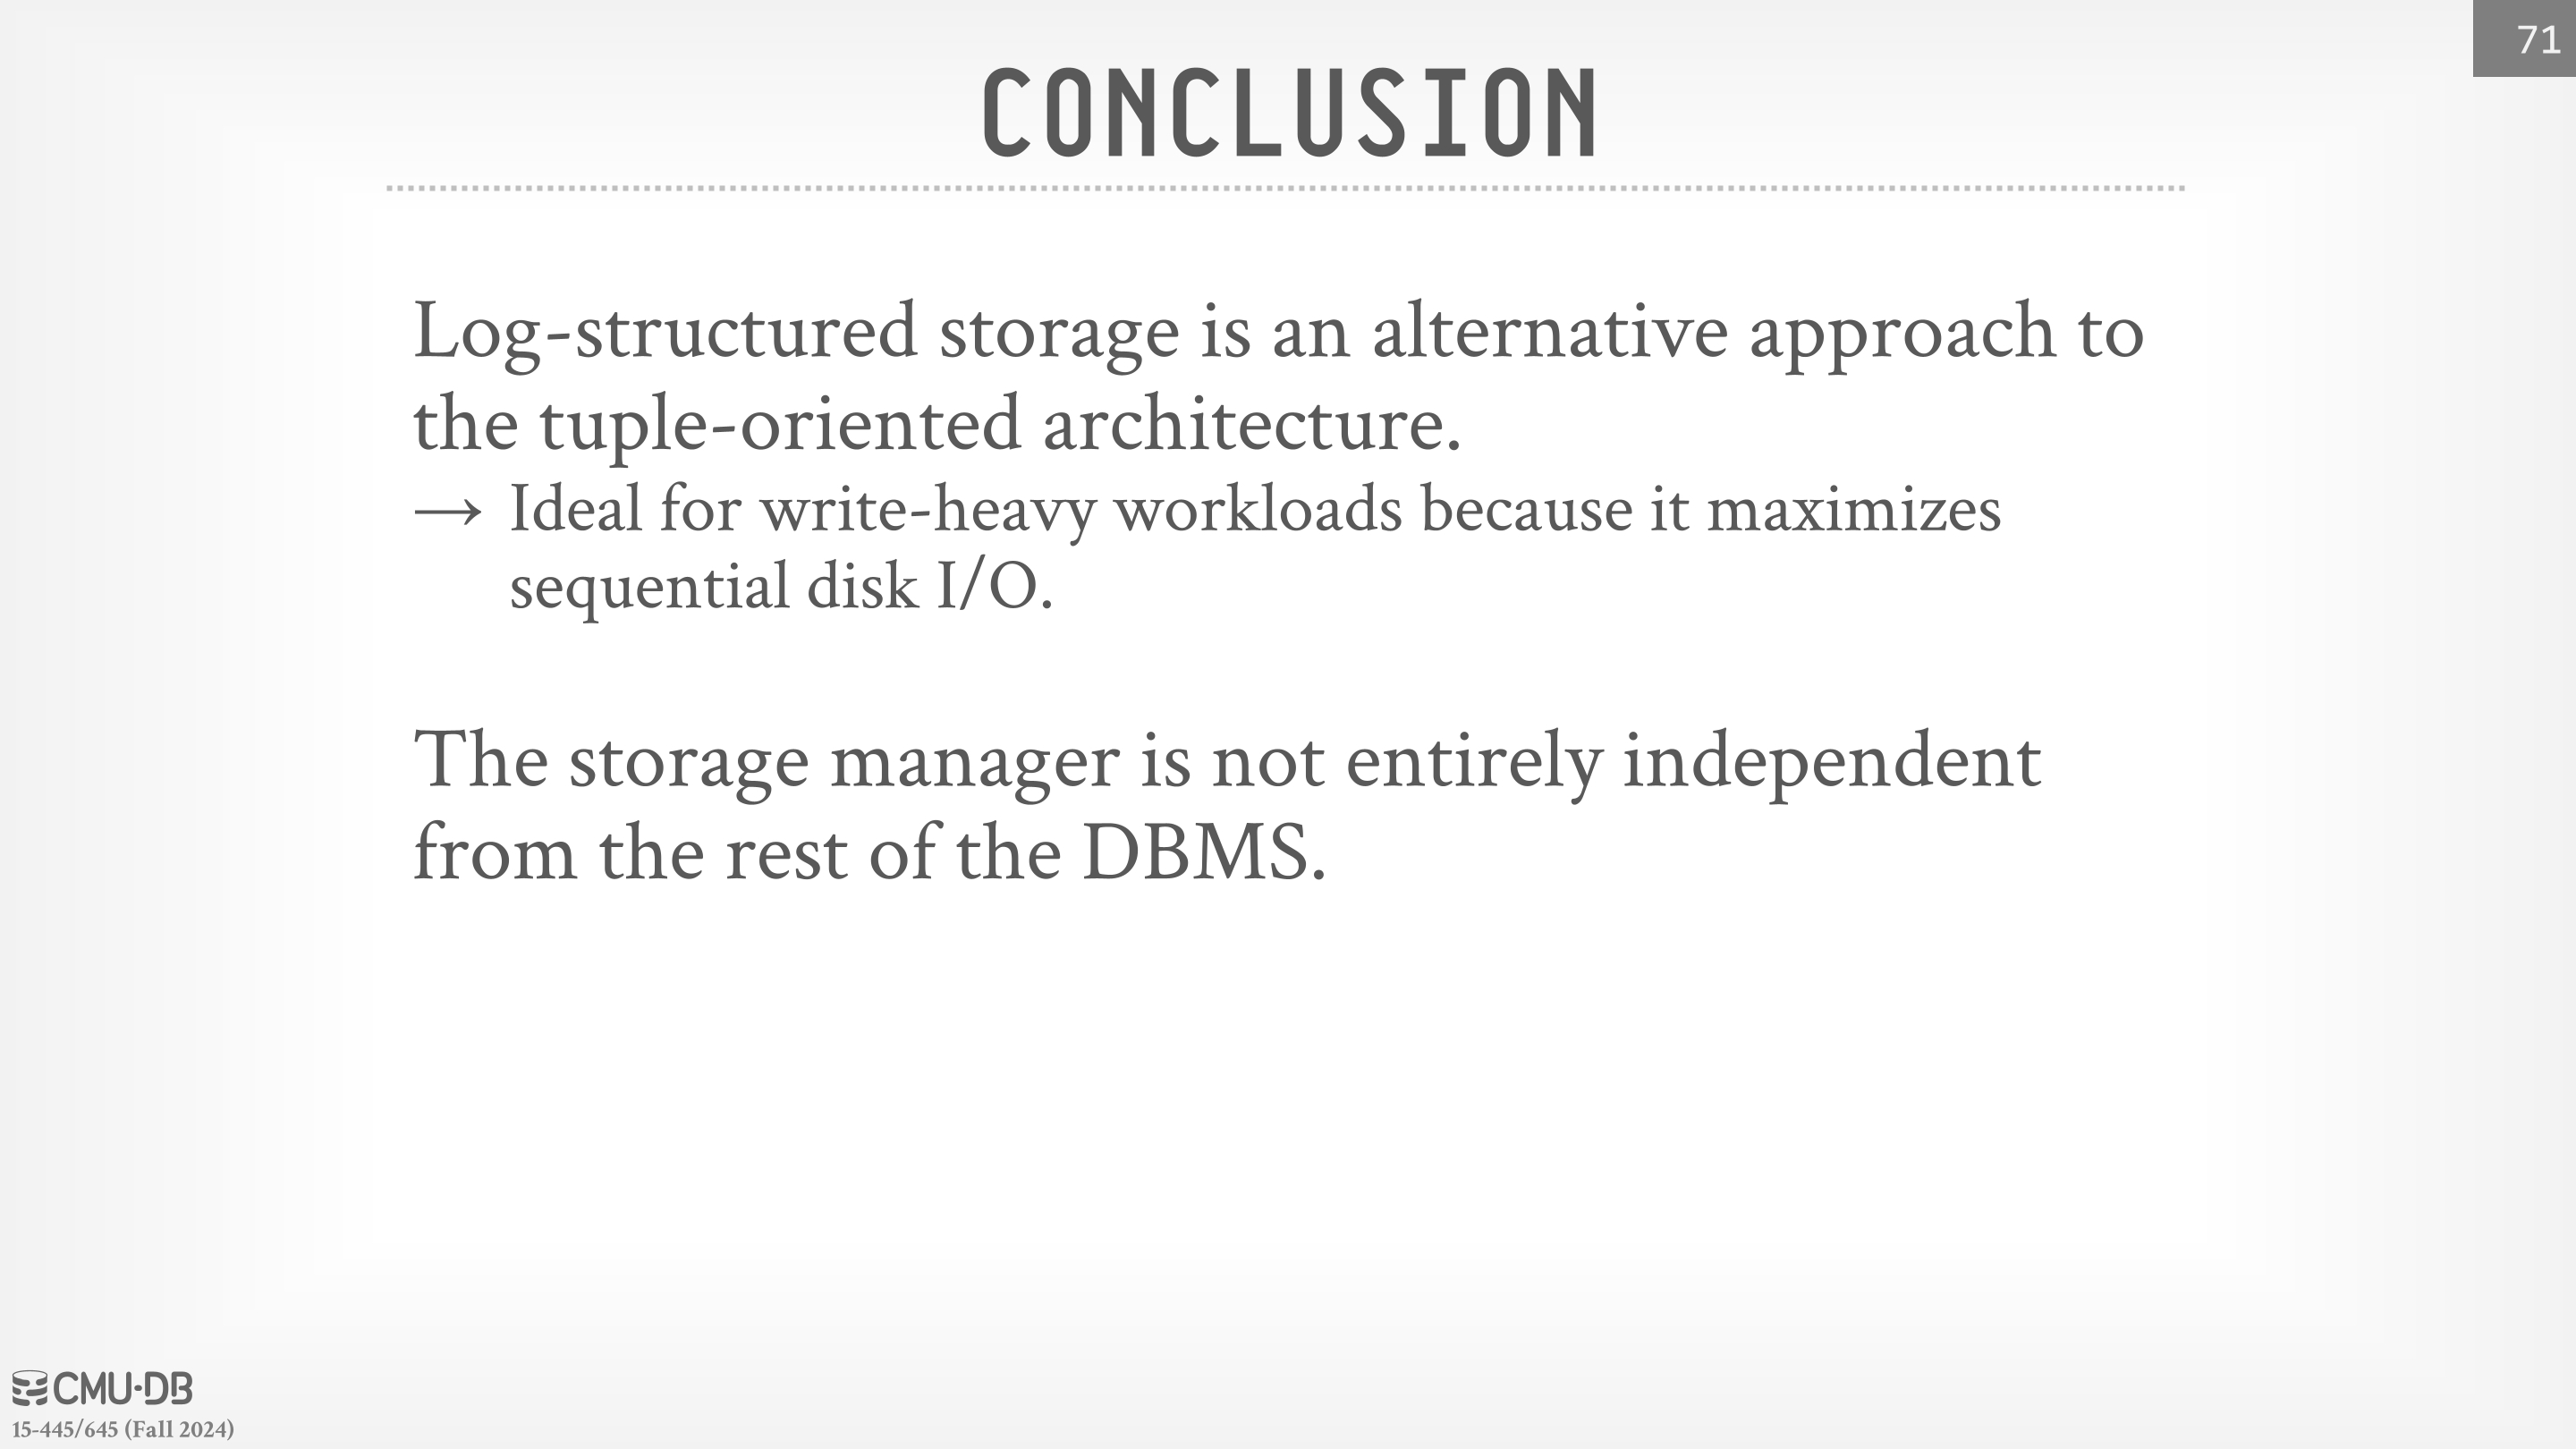 71
CONCLUSION
Log-structured storage is an alternative approach to
the tuple-oriented architecture.
→ Ideal for write-heavy workloads because it maximizes
sequential disk I/O.
The storage manager is not entirely independent
from the rest of the DBMS.
CMU·DB
15-445/645 (Fall 2024)